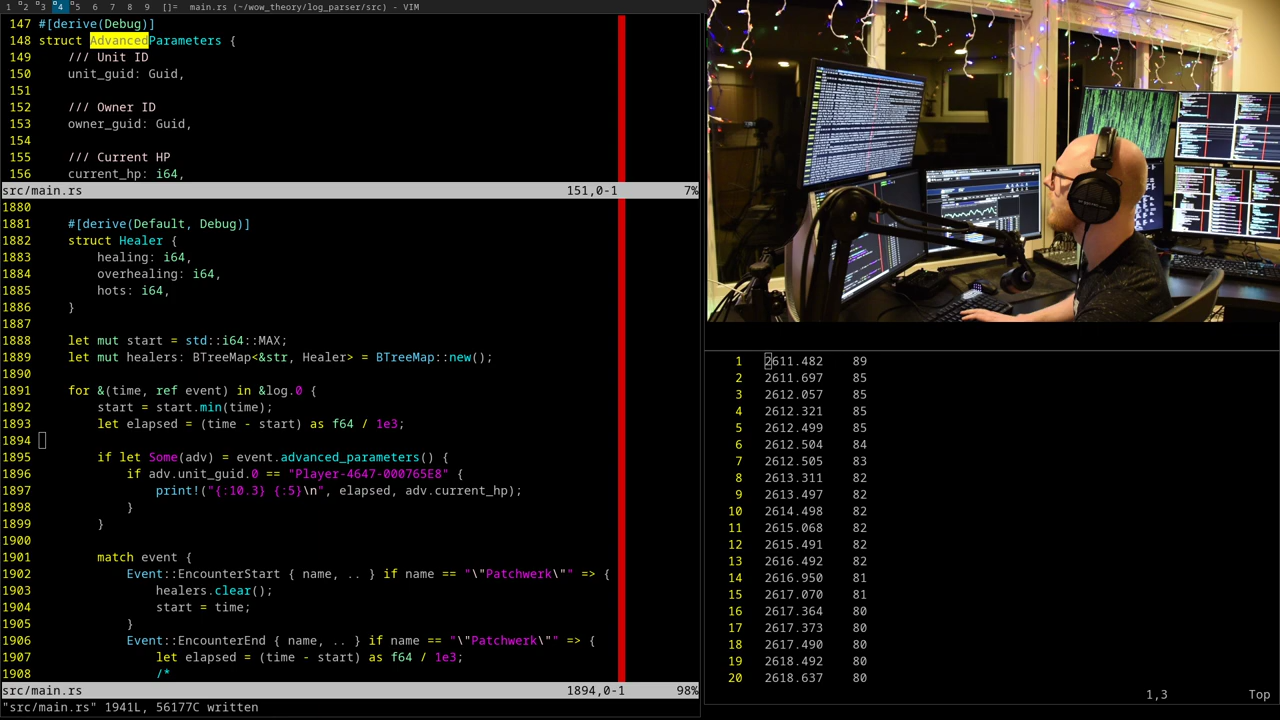 1 2 3 4 5 6 7 8 9 []= main.rs (~/wow_theory/log_parser/src) - VIM
147 #[derive(Debug)]
148 struct AdvancedParameters {
149     /// Unit ID
150     unit_guid: Guid,
151
152     /// Owner ID
153     owner_guid: Guid,
154
155     /// Current HP
156     current_hp: i64,
src/main.rs 151,0-1 7%
1880
1881     #[derive(Default, Debug)]
1882     struct Healer {
1883         healing: i64,
1884         overhealing: i64,
1885         hots: i64,
1886     }
1887
1888     let mut start = std::i64::MAX;
1889     let mut healers: BTreeMap<&str, Healer> = BTreeMap::new();
1890
1891     for &(time, ref event) in &log.0 {
1892         start = start.min(time);
1893         let elapsed = (time - start) as f64 / 1e3;
1894
1895         if let Some(adv) = event.advanced_parameters() {
1896             if adv.unit_guid.0 == "Player-4647-000765E8" {
1897                 print!("{:10.3} {:5}\n", elapsed, adv.current_hp);
1898             }
1899         }
1900
1901         match event {
1902             Event::EncounterStart { name, .. } if name == "\"Patchwerk\"" => {
1903                 healers.clear();
1904                 start = time;
1905             }
1906             Event::EncounterEnd { name, .. } if name == "\"Patchwerk\"" => {
1907                 let elapsed = (time - start) as f64 / 1e3;
1908                 /*
src/main.rs 1894,0-1 98%
"src/main.rs" 1941L, 56177C written
1 2611.482 89
2 2611.697 85
3 2612.057 85
4 2612.321 85
5 2612.499 85
6 2612.504 84
7 2612.505 83
8 2613.311 82
9 2613.497 82
10 2614.498 82
11 2615.068 82
12 2615.491 82
13 2616.492 82
14 2616.950 81
15 2617.070 81
16 2617.364 80
17 2617.373 80
18 2617.490 80
19 2618.492 80
20 2618.637 80
1,3 Top